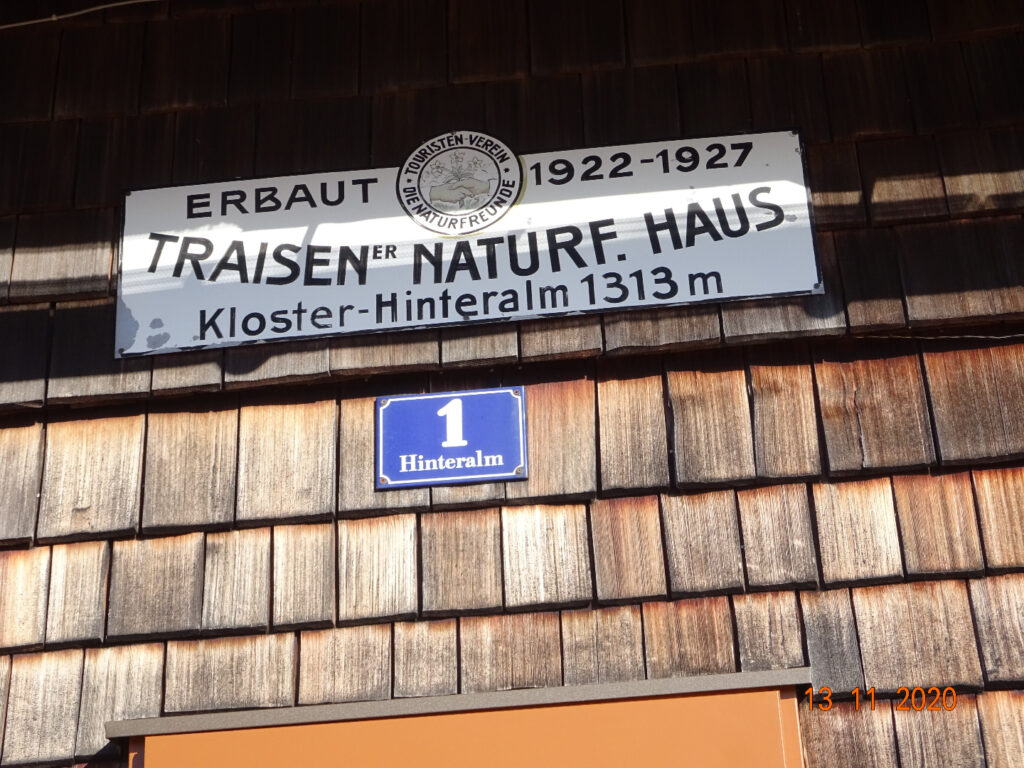 ERBAUT
TOURISTEN-VEREIN
DIE NATURFREUNDE
1922-1927
TRAISENER NATURF. HAUS
Kloster-Hinteralm 1313 m
1
Hinteralm
13 11 2020